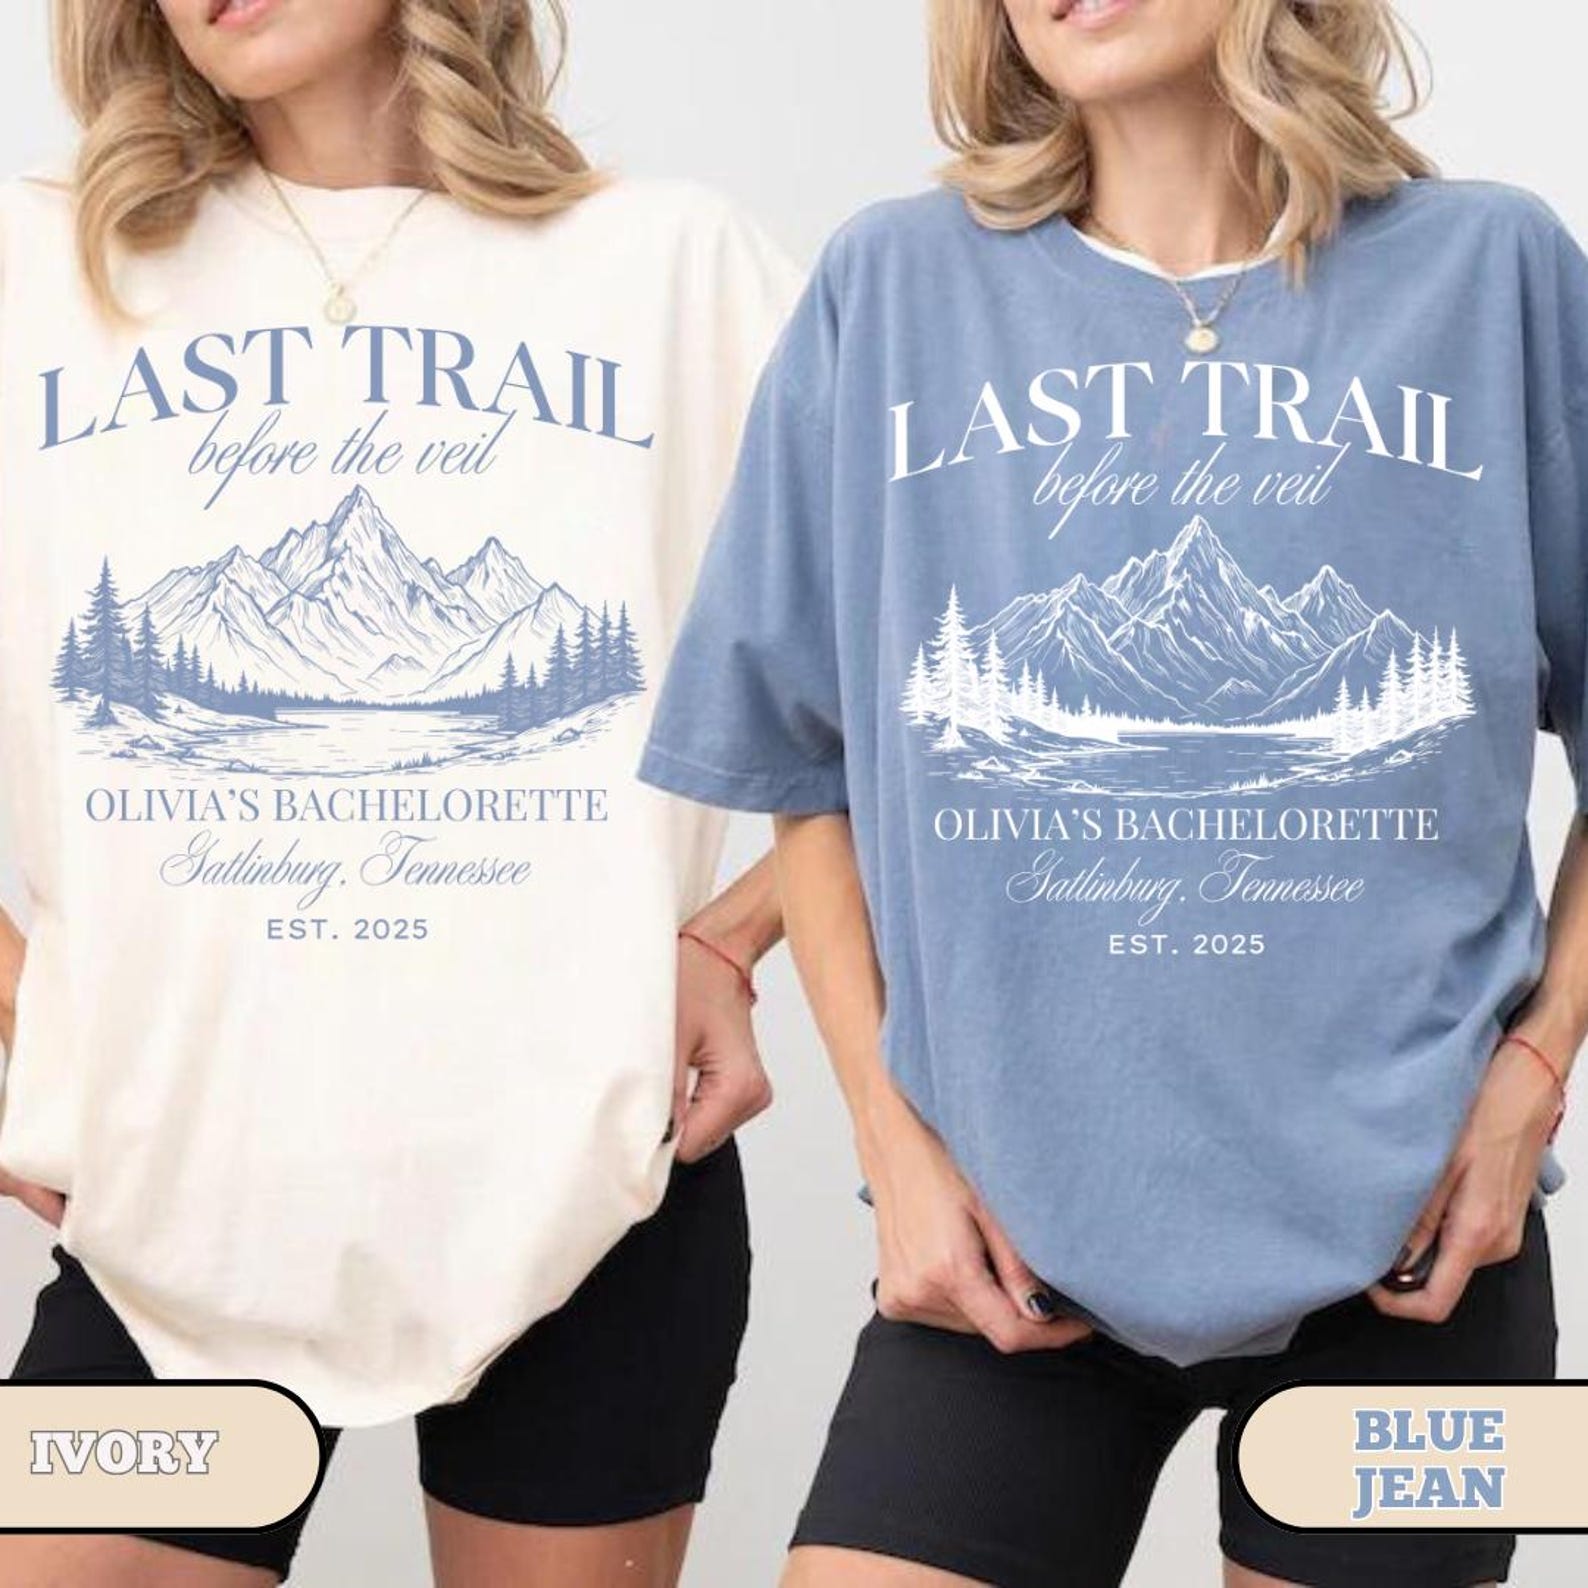 LAST TRAIL
before the veil
OLIVIA'S BACHELORETTE
Gatlinburg, Tennessee
EST. 2025
IVORY
LAST TRAIL
before the veil
OLIVIA'S BACHELORETTE
Gatlinburg, Tennessee
EST. 2025
BLUE
JEAN